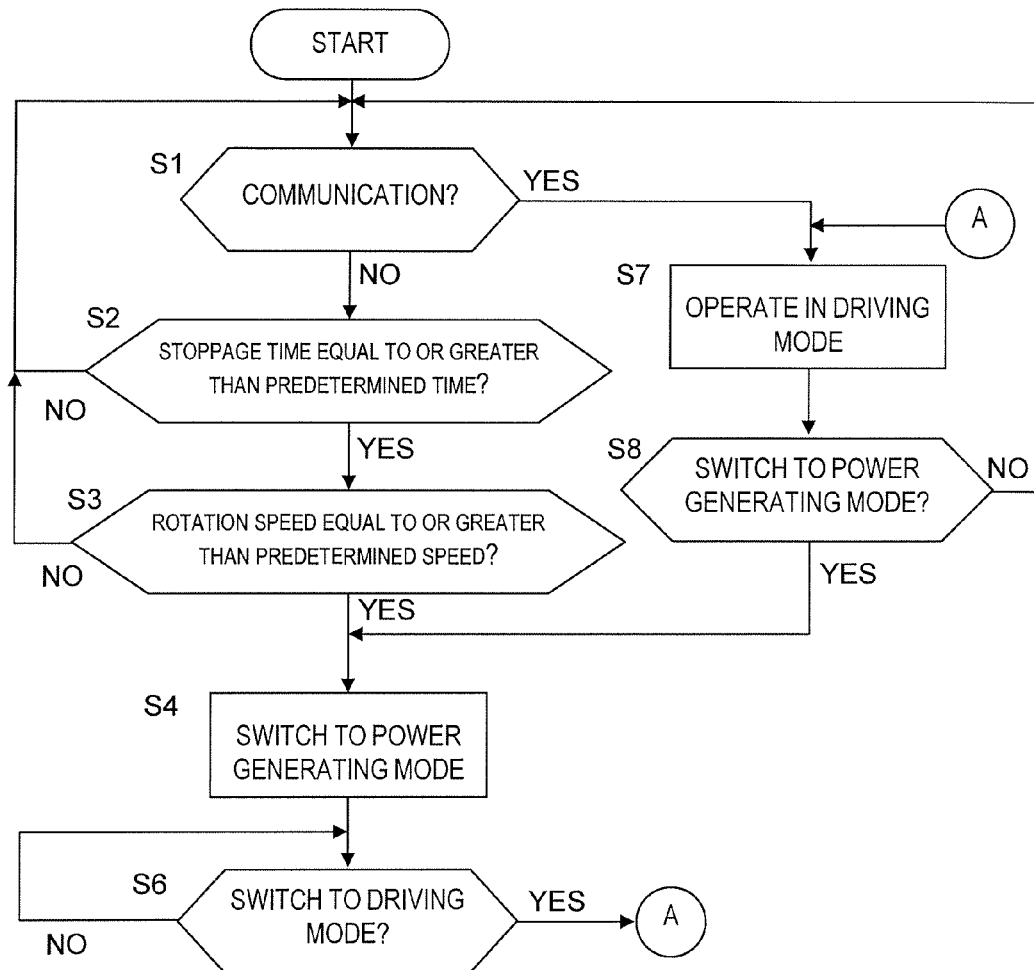 START
S1
COMMUNICATION?
YES
A
NO
S7
OPERATE IN DRIVING
MODE
S2
STOPPAGE TIME EQUAL TO OR GREATER
THAN PREDETERMINED TIME?
NO
YES
S8
SWITCH TO POWER
GENERATING MODE?
NO
YES
S3
ROTATION SPEED EQUAL TO OR GREATER
THAN PREDETERMINED SPEED?
NO
YES
S4
SWITCH TO POWER
GENERATING MODE
S6
SWITCH TO DRIVING
MODE?
YES
A
NO